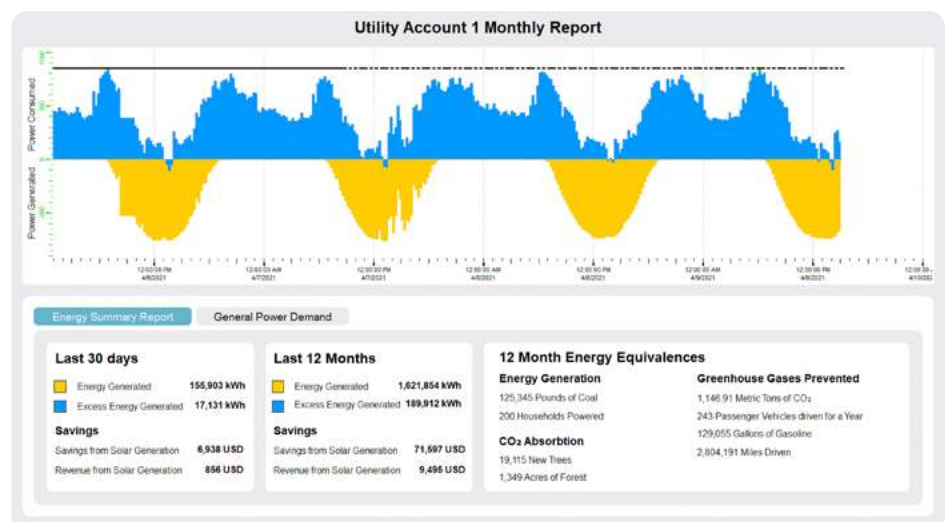 Utility Account 1 Monthly Report
Power Consumed
Power Generated
0
12:00:00 PM
4/6/2021
12:00:00 AM
4/7/2021
12:00:00 PM
4/7/2021
12:00:00 AM
4/8/2021
12:00:00 PM
4/8/2021
12:00:00 AM
4/9/2021
12:00:00 PM
4/9/2021
Energy Summary Report
General Power Demand
Last 30 days
Energy Generated 155,903 kWh
Excess Energy Generated 17,131 kWh
Savings
Savings from Solar Generation 6,938 USD
Revenue from Solar Generation 856 USD
Last 12 Months
Energy Generated 1,621,854 kWh
Excess Energy Generated 189,912 kWh
Savings
Savings from Solar Generation 71,697 USD
Revenue from Solar Generation 9,495 USD
12 Month Energy Equivalences
Energy Generation
125,345 Pounds of Coal
200 Households Powered
CO₂ Absorbtion
19,115 New Trees
1,349 Acres of Forest
Greenhouse Gases Prevented
1,146.91 Metric Tons of CO₂
243 Passenger Vehicles driven for a Year
129,055 Gallons of Gasoline
2,804,191 Miles Driven